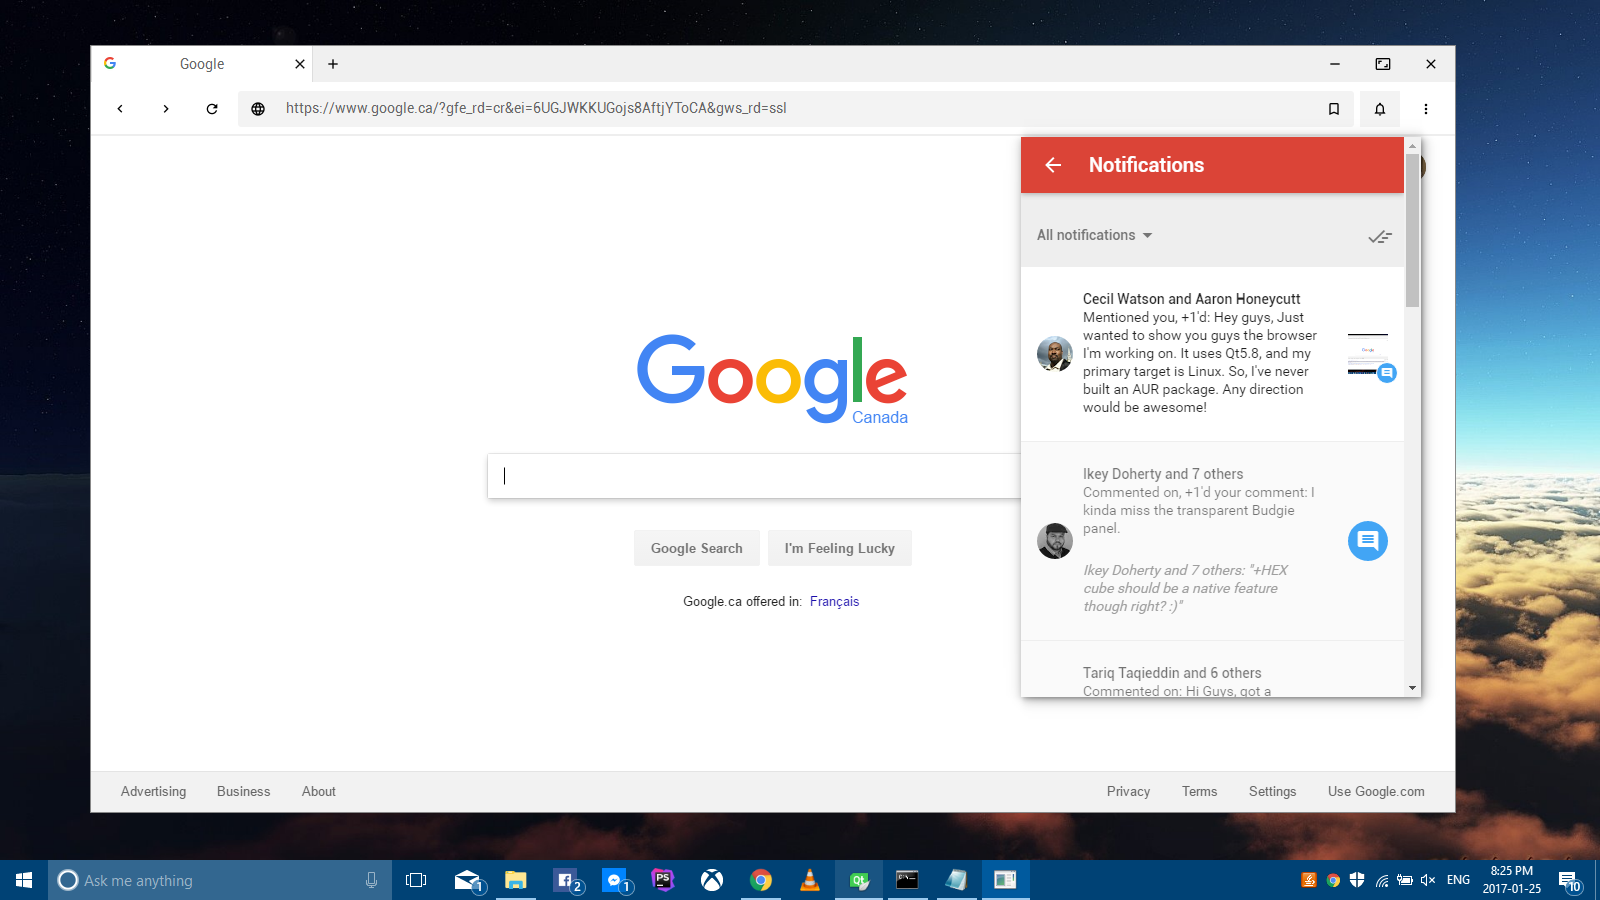 Google
https://www.google.ca/?gfe_rd=cr&ei=6UGJWKKUGojs8AftjYToCA&gws_rd=ssl
Notifications
All notifications
Cecil Watson and Aaron Honeycutt
Mentioned you, +1'd: Hey guys, Just
wanted to show you guys the browser
I'm working on. It uses Qt5.8, and my
primary target is Linux. So, I've never
built an AUR package. Any direction
would be awesome!
Ikey Doherty and 7 others
Commented on, +1'd your comment: I
kinda miss the transparent Budgie
panel.
Ikey Doherty and 7 others: "+HEX
cube should be a native feature
though right? :)"
Tariq Taqieddin and 6 others
Commented on: Hi Guys, got a
Google
Canada
Google Search
I'm Feeling Lucky
Google.ca offered in: Français
Advertising
Business
About
Privacy
Terms
Settings
Use Google.com
Ask me anything
1
2
1
PS
Qt
ENG
8:25 PM
2017-01-25
10